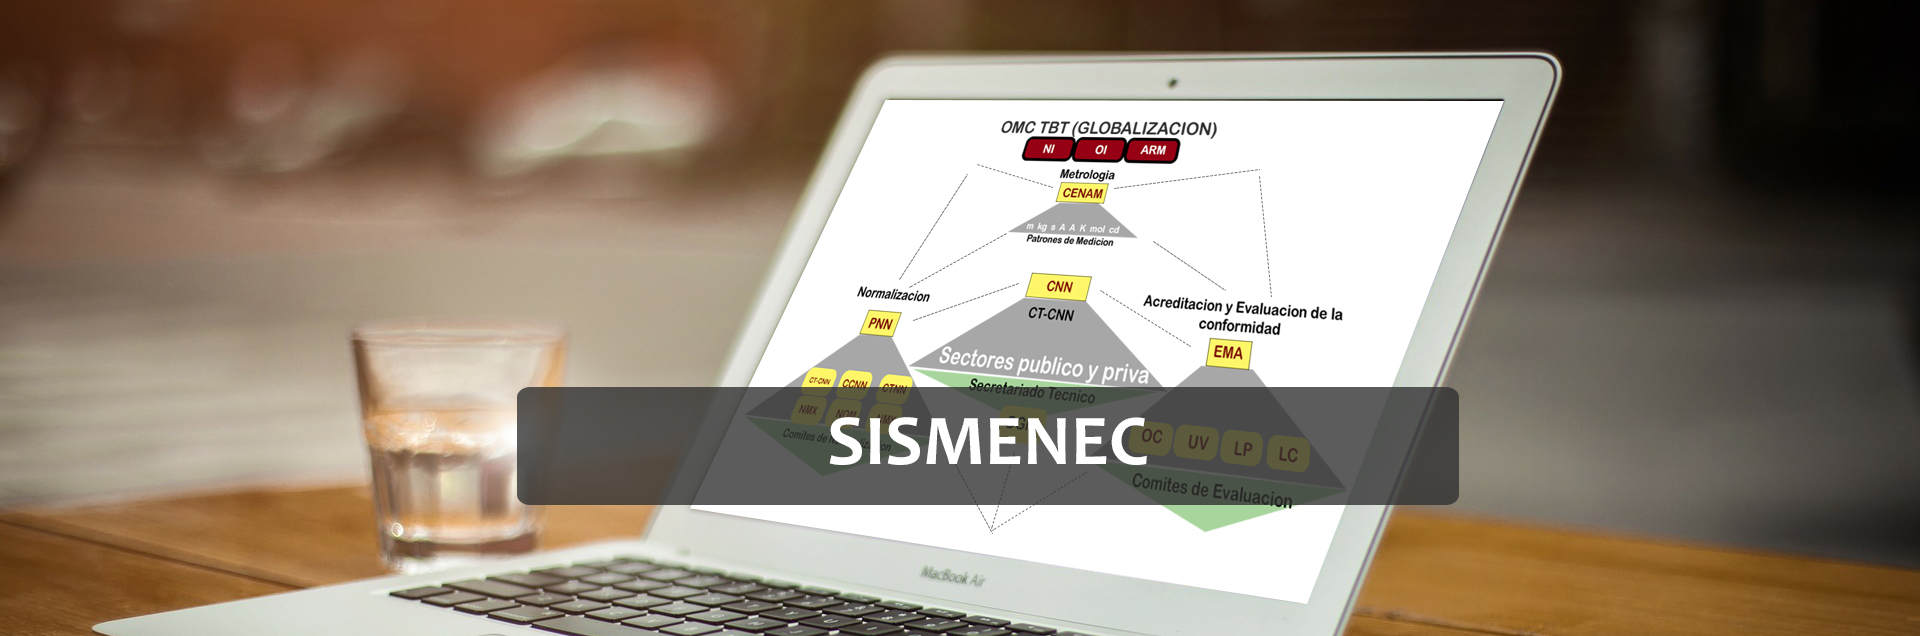 OMC TBT (GLOBALIZACION)
NI OI ARM
Metrologia
CENAM
m kg s A A K mol cd
Patrones de Medicion
CNN
CT-CNN
Normalizacion
PNN
Acreditacion y Evaluacion de la
conformidad
EMA
Sectores publico y priva
Secretariado Tecnico
CT-CNN CCNN CTNN
NMX NOM NMX
Comites de
OC UV LP LC
Comites de Evaluacion
SISMENEC
MacBook Air